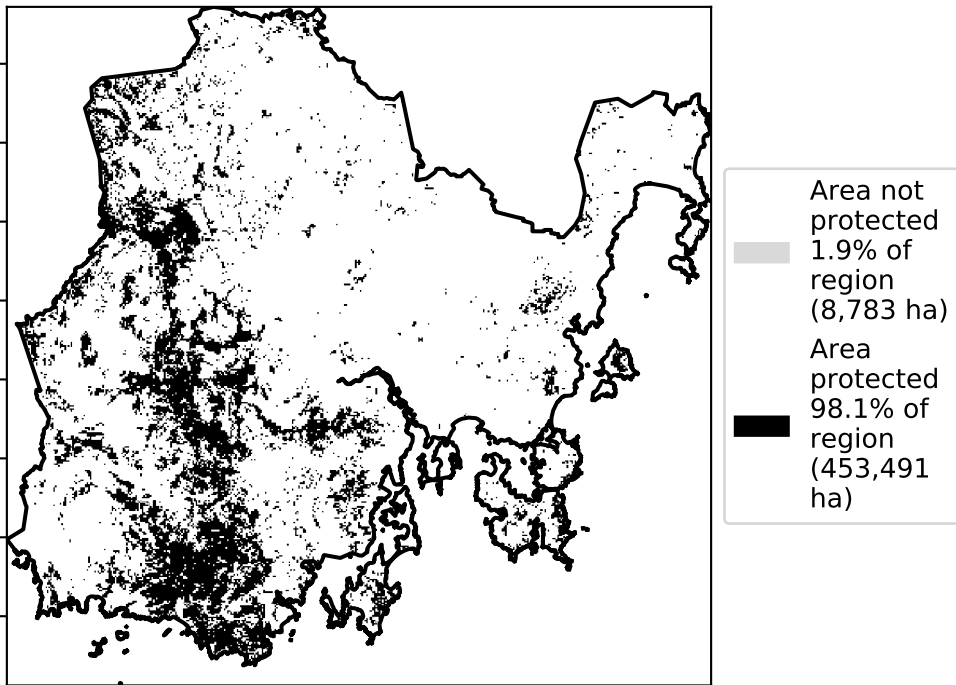 Area not
protected
1.9% of
region
(8,783 ha)
Area
protected
98.1% of
region
(453,491
ha)